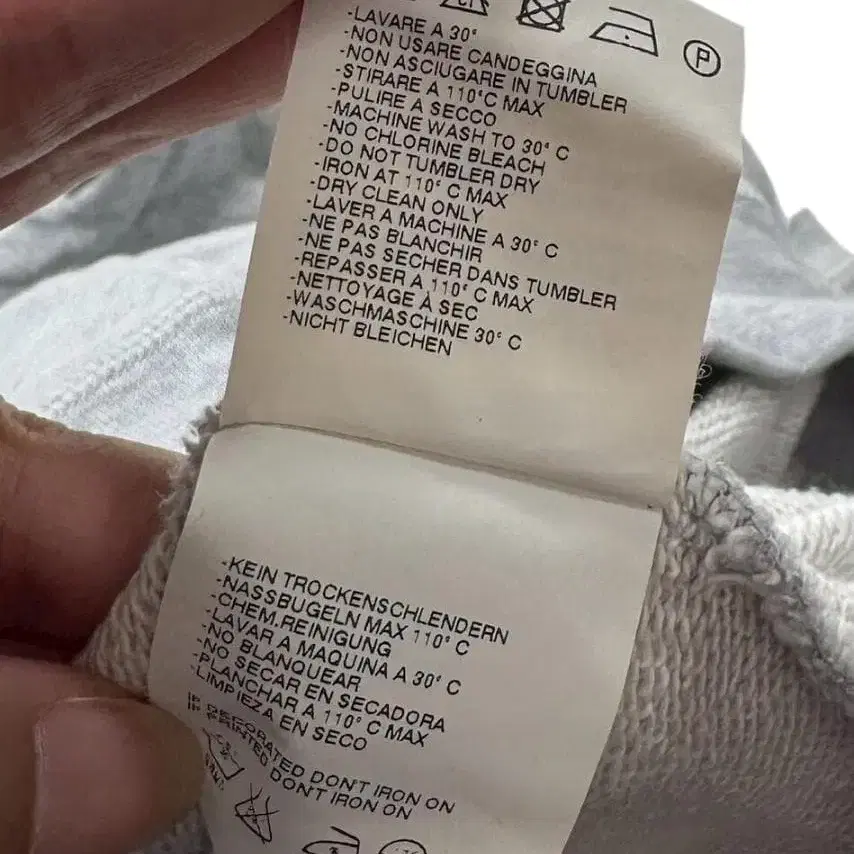 CL
P
-LAVARE A 30°
-NON USARE CANDEGGINA
-NON ASCIUGARE IN TUMBLER
-STIRARE A 110°C MAX
-PULIRE A SECCO
-MACHINE WASH TO 30° C
-NO CHLORINE BLEACH
-DO NOT TUMBLER DRY
-IRON AT 110° C MAX
-DRY CLEAN ONLY
-LAVER A MACHINE A 30° C
-NE PAS BLANCHIR
-NE PAS SECHER DANS TUMBLER
-REPASSER A 110° C MAX
-NETTOYAGE À SEC
-WASCHMASCHINE 30° C
-NICHT BLEICHEN
-KEIN TROCKENSCHLENDERN
-NASSBUGELN MAX 110° C
-CHEM.REINIGUNG
-LAVAR A MAQUINA A 30° C
-NO BLANQUEAR
-NO SECAR EN SECADORA
-PLANCHAR A 110° C MAX
-LIMPIEZA EN SECO
IF DECORATED DON'T IRON ON
IF PRINTED DON'T IRON ON